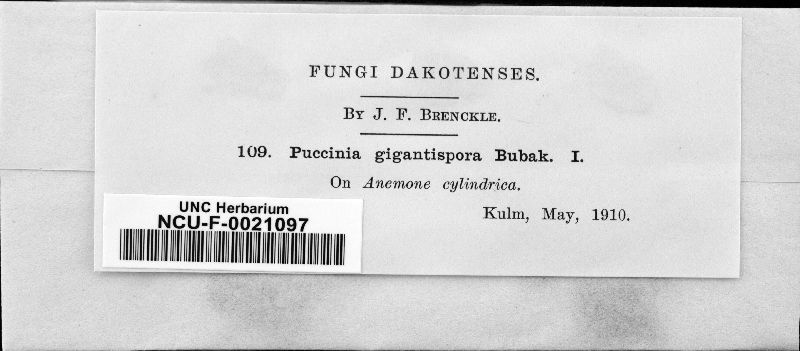 FUNGI DAKOTENSES.
By J. F. Brenckle.
109. Puccinia gigantispora Bubak. I.
On Anemone cylindrica.
Kulm, May, 1910.
UNC Herbarium
NCU-F-0021097